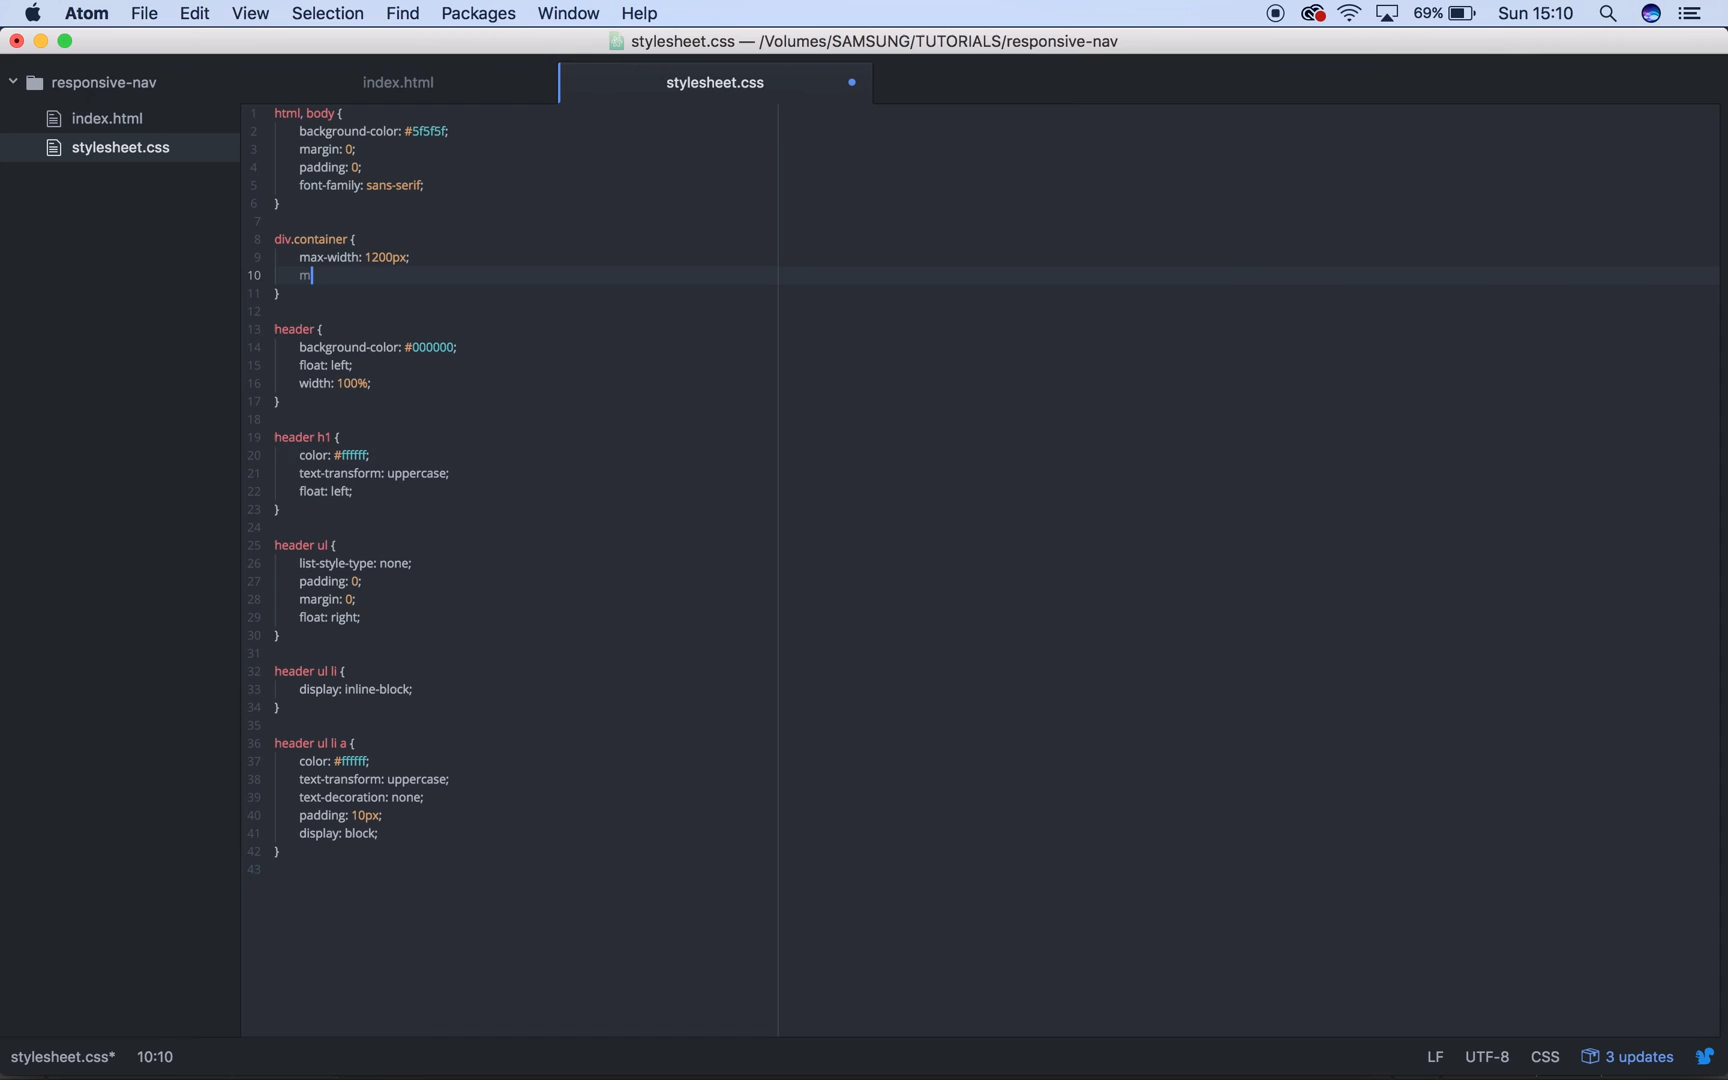 Atom File Edit View Selection Find Packages Window Help 69% Sun 15:10
stylesheet.css — /Volumes/SAMSUNG/TUTORIALS/responsive-nav
responsive-nav
index.html
stylesheet.css
index.html stylesheet.css
1 html, body {
2 background-color: #5f5f5f;
3 margin: 0;
4 padding: 0;
5 font-family: sans-serif;
6 }
7
8 div.container {
9 max-width: 1200px;
10 m
11 }
12
13 header {
14 background-color: #000000;
15 float: left;
16 width: 100%;
17 }
18
19 header h1 {
20 color: #ffffff;
21 text-transform: uppercase;
22 float: left;
23 }
24
25 header ul {
26 list-style-type: none;
27 padding: 0;
28 margin: 0;
29 float: right;
30 }
31
32 header ul li {
33 display: inline-block;
34 }
35
36 header ul li a {
37 color: #ffffff;
38 text-transform: uppercase;
39 text-decoration: none;
40 padding: 10px;
41 display: block;
42 }
43
stylesheet.css* 10:10 LF UTF-8 CSS 3 updates